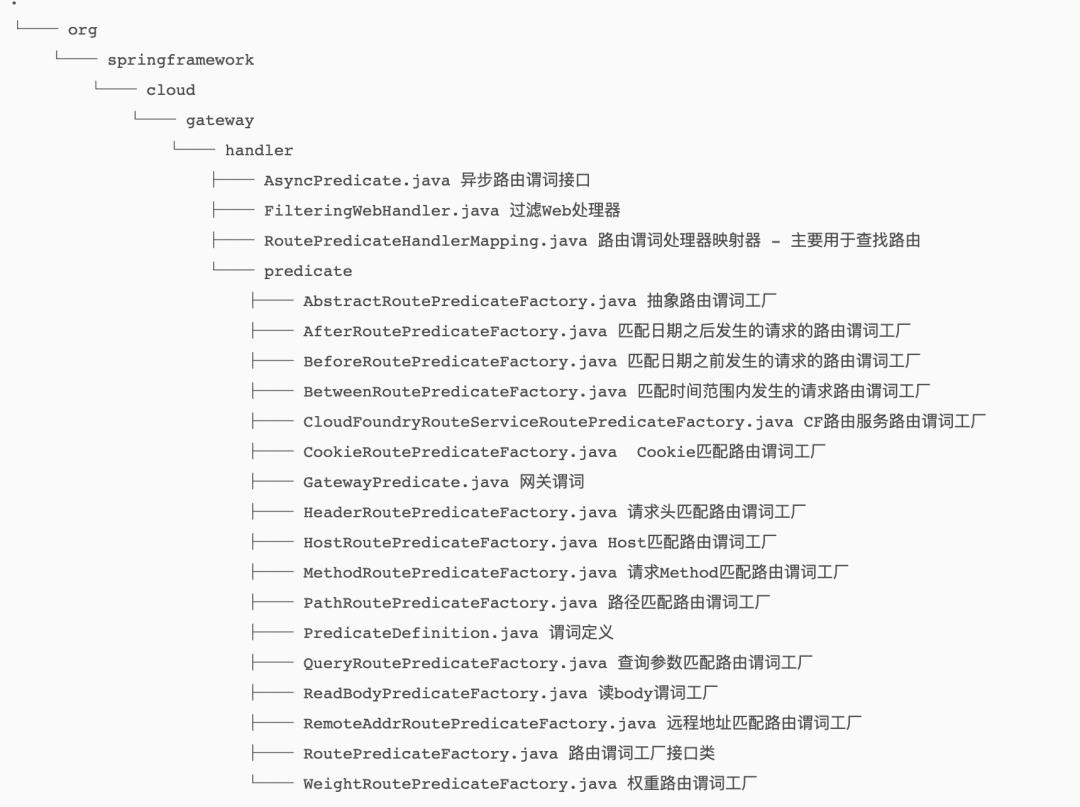 .
└── org
    └── springframework
        └── cloud
            └── gateway
                └── handler
                    ├── AsyncPredicate.java 异步路由谓词接口
                    ├── FilteringWebHandler.java 过滤Web处理器
                    ├── RoutePredicateHandlerMapping.java 路由谓词处理器映射器 - 主要用于查找路由
                    └── predicate
                        ├── AbstractRoutePredicateFactory.java 抽象路由谓词工厂
                        ├── AfterRoutePredicateFactory.java 匹配日期之后发生的请求的路由谓词工厂
                        ├── BeforeRoutePredicateFactory.java 匹配日期之前发生的请求的路由谓词工厂
                        ├── BetweenRoutePredicateFactory.java 匹配时间范围内发生的请求路由谓词工厂
                        ├── CloudFoundryRouteServiceRoutePredicateFactory.java CF路由服务路由谓词工厂
                        ├── CookieRoutePredicateFactory.java  Cookie匹配路由谓词工厂
                        ├── GatewayPredicate.java 网关谓词
                        ├── HeaderRoutePredicateFactory.java 请求头匹配路由谓词工厂
                        ├── HostRoutePredicateFactory.java Host匹配路由谓词工厂
                        ├── MethodRoutePredicateFactory.java 请求Method匹配路由谓词工厂
                        ├── PathRoutePredicateFactory.java 路径匹配路由谓词工厂
                        ├── PredicateDefinition.java 谓词定义
                        ├── QueryRoutePredicateFactory.java 查询参数匹配路由谓词工厂
                        ├── ReadBodyPredicateFactory.java 读body谓词工厂
                        ├── RemoteAddrRoutePredicateFactory.java 远程地址匹配路由谓词工厂
                        ├── RoutePredicateFactory.java 路由谓词工厂接口类
                        └── WeightRoutePredicateFactory.java 权重路由谓词工厂